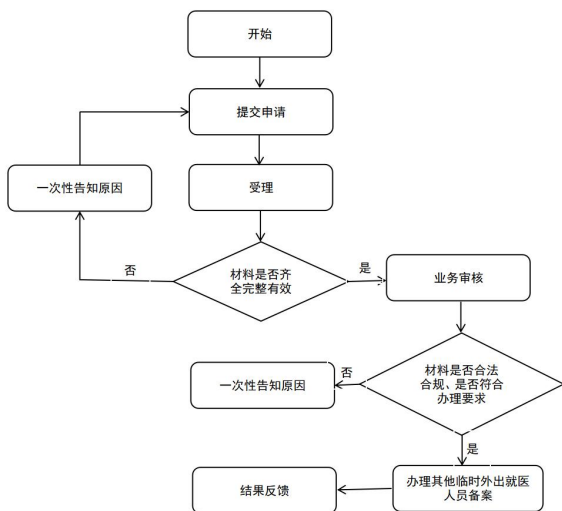 开始
提交申请
一次性告知原因
受理
否
材料是否齐
全完整有效
是
业务审核
一次性告知原因
否
材料是否合法
合规、是否符合
办理要求
是
结果反馈
办理其他临时外出就医
人员备案